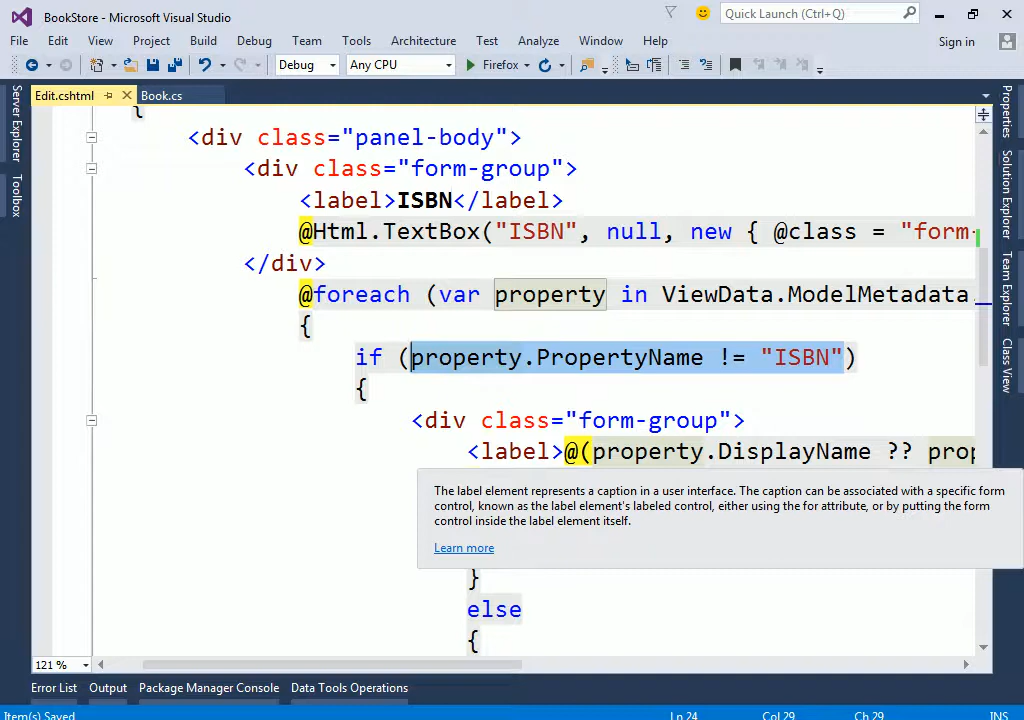 BookStore - Microsoft Visual Studio
Quick Launch (Ctrl+Q)
File Edit View Project Build Debug Team Tools Architecture Test Analyze Window Help
Sign in
Debug Any CPU Firefox
Edit.cshtml Book.cs
Server Explorer
Toolbox
{
<div class="panel-body">
<div class="form-group">
<label>ISBN</label>
@Html.TextBox("ISBN", null, new { @class = "form-
</div>
@foreach (var property in ViewData.ModelMetadata.
{
if (property.PropertyName != "ISBN")
{
<div class="form-group">
<label>@(property.DisplayName ?? prop
The label element represents a caption in a user interface. The caption can be associated with a specific form
control, known as the label element's labeled control, either using the for attribute, or by putting the form
control inside the label element itself.
Learn more
}
else
{
Properties
Solution Explorer
Team Explorer
Class View
121 %
Error List Output Package Manager Console Data Tools Operations
Item(s) Saved Ln 24 Col 29 Ch 29 INS